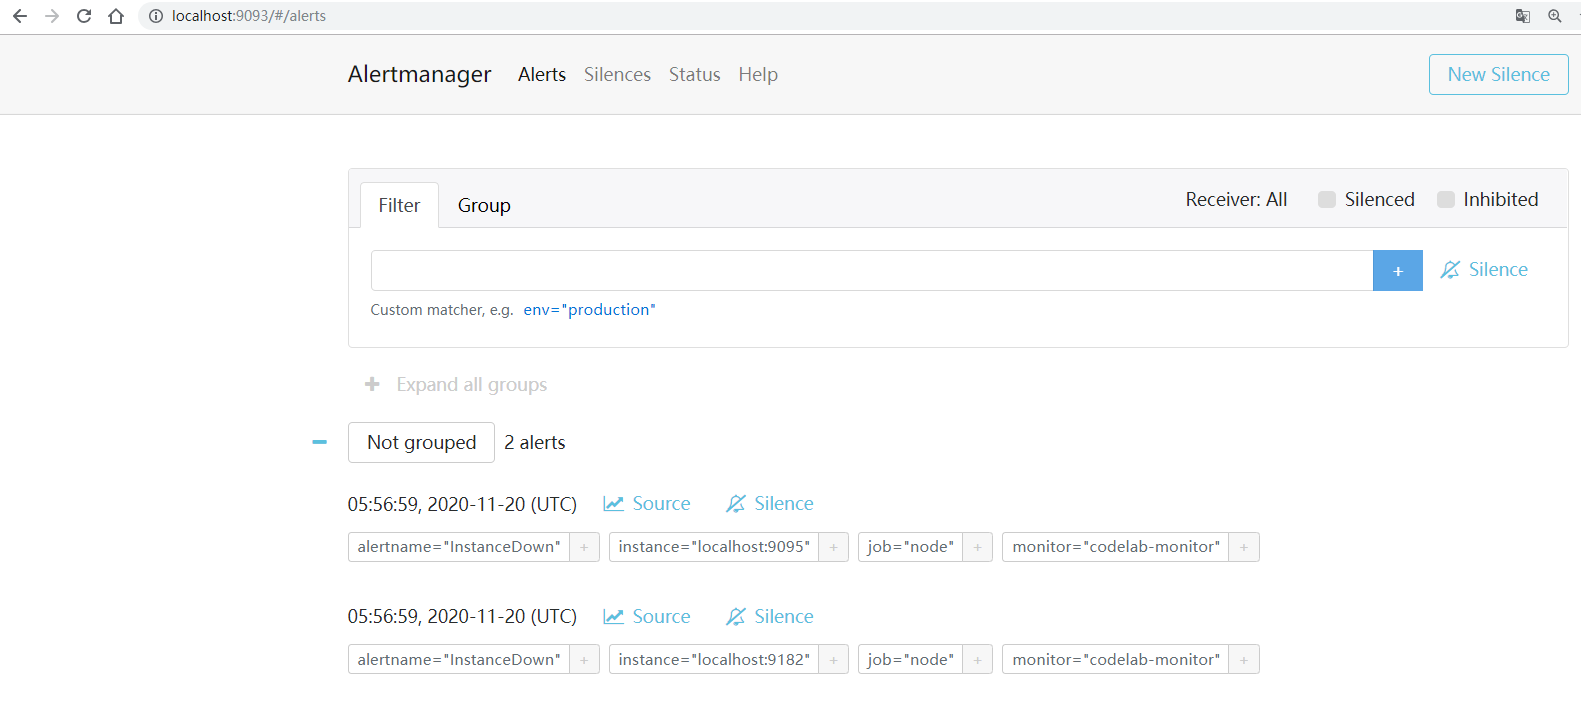 localhost:9093/#/alerts
Alertmanager Alerts Silences Status Help New Silence
Filter Group Receiver: All Silenced Inhibited
+ Silence
Custom matcher, e.g. env="production"
+ Expand all groups
− Not grouped 2 alerts
05:56:59, 2020-11-20 (UTC) Source Silence
alertname="InstanceDown" + instance="localhost:9095" + job="node" + monitor="codelab-monitor" +
05:56:59, 2020-11-20 (UTC) Source Silence
alertname="InstanceDown" + instance="localhost:9182" + job="node" + monitor="codelab-monitor" +